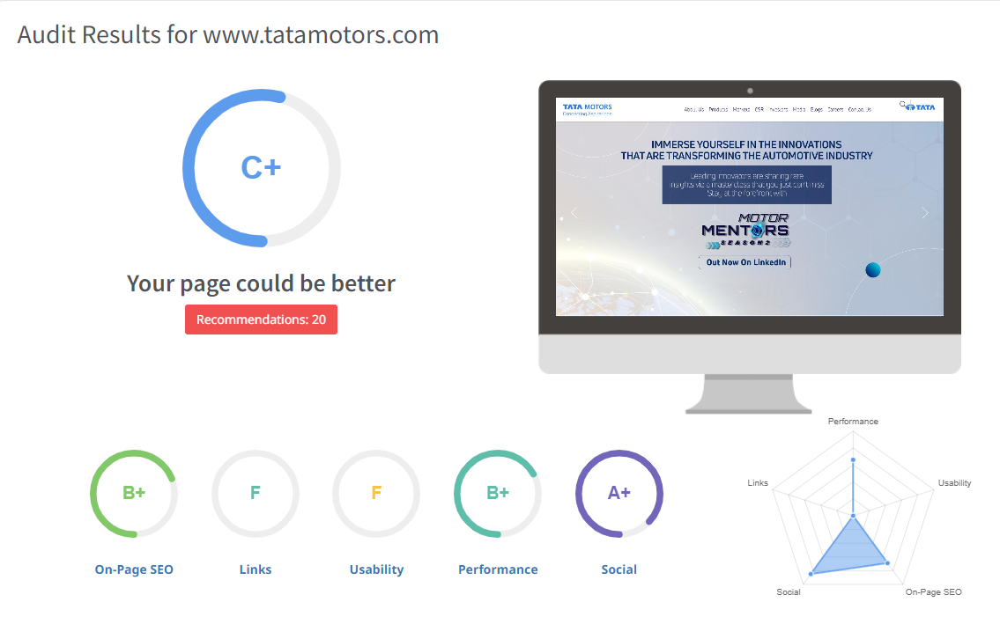 Audit Results for www.tatamotors.com
C+
Your page could be better
Recommendations: 20
TATA MOTORS
Connecting Aspirations
About Us Products Markets CSR Investors Media Blogs Careers Contact Us
TATA
IMMERSE YOURSELF IN THE INNOVATIONS
THAT ARE TRANSFORMING THE AUTOMOTIVE INDUSTRY
Leading innovators are sharing rare
insights via a masterclass that you just can't miss
Stay at the forefront with
MOTOR
MENTORS
SEASON 2
Out Now On LinkedIn
B+
F
F
B+
A+
On-Page SEO
Links
Usability
Performance
Social
Performance
Links
Usability
Social
On-Page SEO